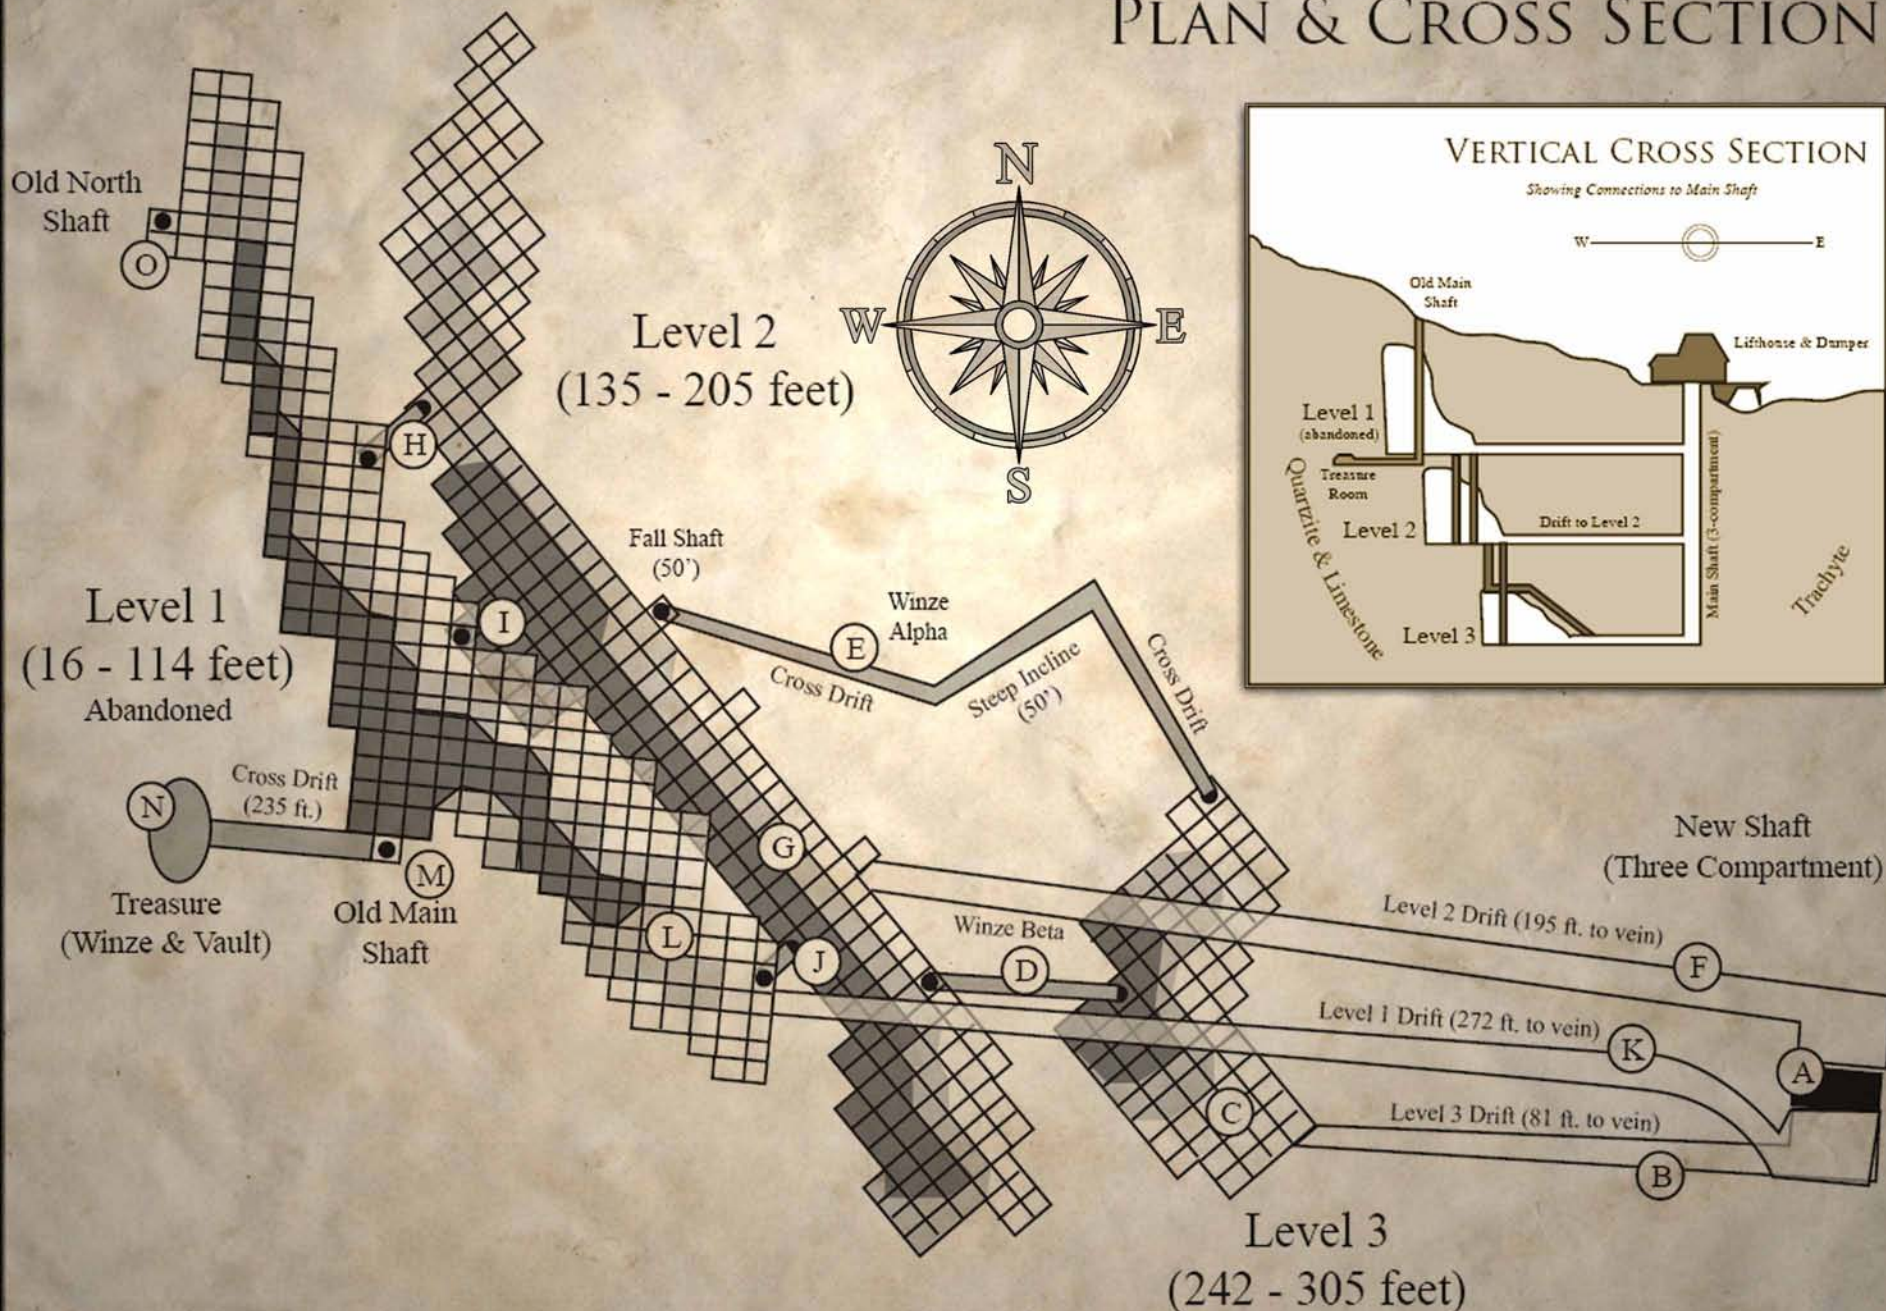 PLAN & CROSS SECTION
VERTICAL CROSS SECTION
Showing Connections to Main Shaft
W
E
Old Main
Shaft
Lifthouse & Dumper
Level 1
(abandoned)
Treasure
Room
Level 2
Drift to Level 2
Level 3
Main Shaft (3-compartment)
Quartzite & Limestone
Trachyte
N
W
E
S
Old North
Shaft
O
H
Level 2
(135 - 205 feet)
Fall Shaft
(50')
Winze
Alpha
E
Cross Drift
Steep Incline
(50')
Cross Drift
I
Level 1
(16 - 114 feet)
Abandoned
N
Cross Drift
(235 ft.)
Treasure
(Winze & Vault)
M
Old Main
Shaft
G
L
J
Winze Beta
D
New Shaft
(Three Compartment)
Level 2 Drift (195 ft. to vein)
F
Level 1 Drift (272 ft. to vein)
K
A
C
Level 3 Drift (81 ft. to vein)
B
Level 3
(242 - 305 feet)